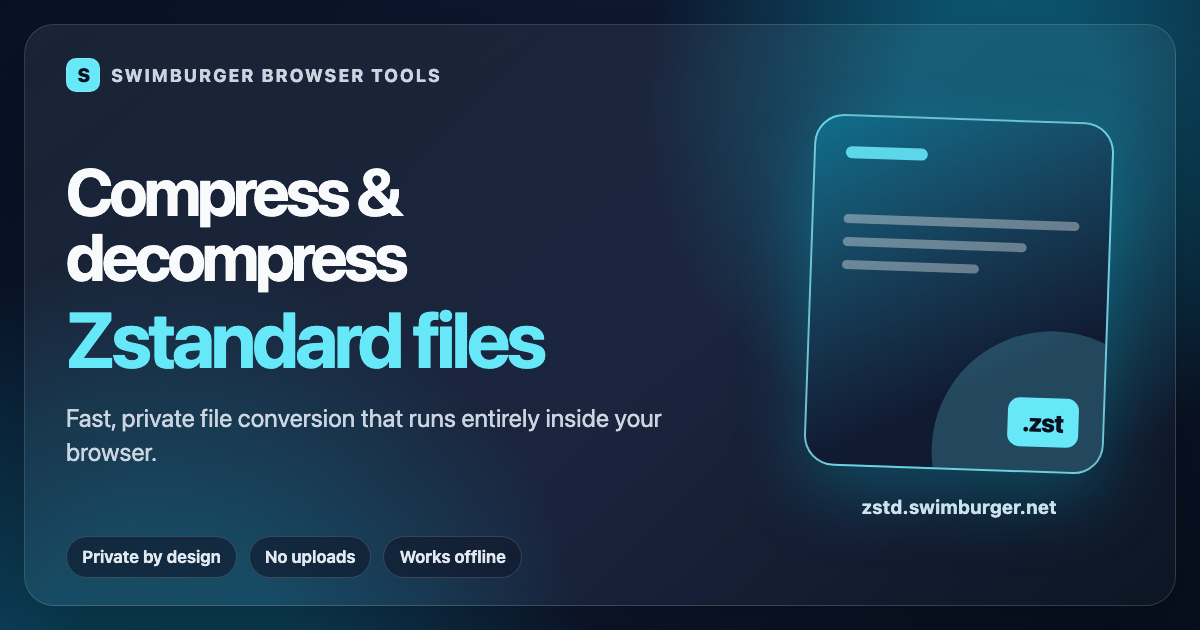 S SWIMBURGER BROWSER TOOLS
Compress &
decompress
Zstandard files
Fast, private file conversion that runs entirely inside your
browser.
Private by design
No uploads
Works offline
.zst
zstd.swimburger.net